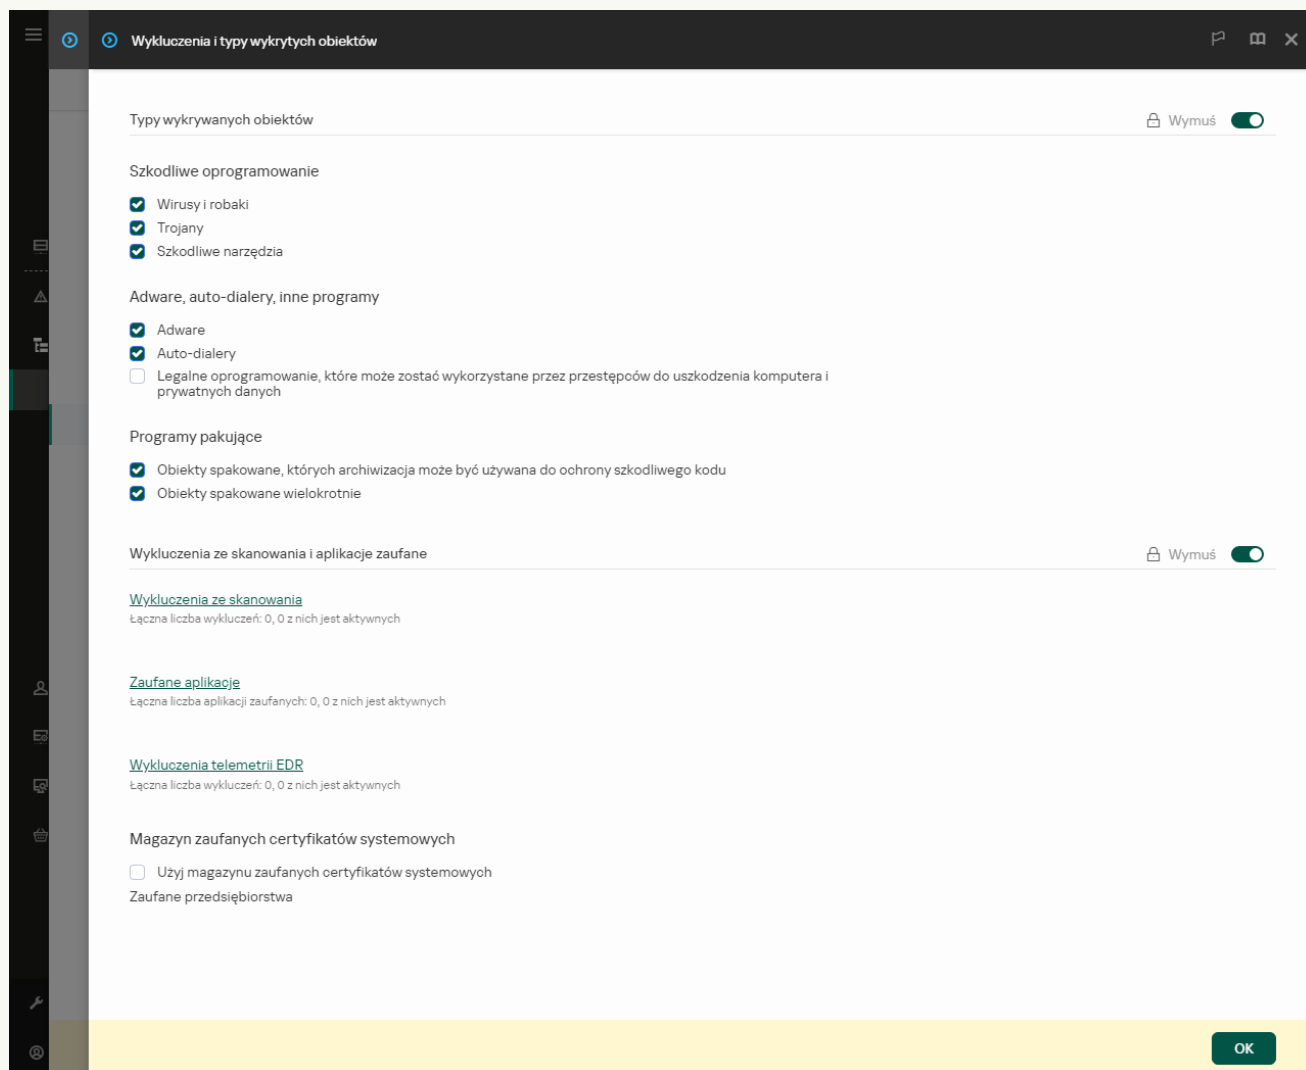 Wykluczenia i typy wykrytych obiektów
Typy wykrywanych obiektów
Wymuś
Szkodliwe oprogramowanie
Wirusy i robaki
Trojany
Szkodliwe narzędzia
Adware, auto-dialery, inne programy
Adware
Auto-dialery
Legalne oprogramowanie, które może zostać wykorzystane przez przestępców do uszkodzenia komputera i
prywatnych danych
Programy pakujące
Obiekty spakowane, których archiwizacja może być używana do ochrony szkodliwego kodu
Obiekty spakowane wielokrotnie
Wykluczenia ze skanowania i aplikacje zaufane
Wymuś
Wykluczenia ze skanowania
Łączna liczba wykluczeń: 0, 0 z nich jest aktywnych
Zaufane aplikacje
Łączna liczba aplikacji zaufanych: 0, 0 z nich jest aktywnych
Wykluczenia telemetrii EDR
Łączna liczba wykluczeń: 0, 0 z nich jest aktywnych
Magazyn zaufanych certyfikatów systemowych
Użyj magazynu zaufanych certyfikatów systemowych
Zaufane przedsiębiorstwa
OK